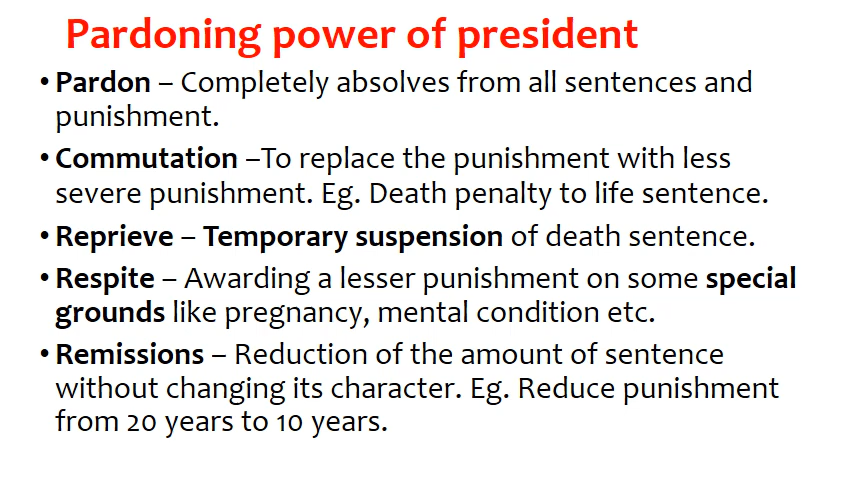 Pardoning power of president
• Pardon – Completely absolves from all sentences and
punishment.
• Commutation –To replace the punishment with less
severe punishment. Eg. Death penalty to life sentence.
• Reprieve – Temporary suspension of death sentence.
• Respite – Awarding a lesser punishment on some special
grounds like pregnancy, mental condition etc.
• Remissions – Reduction of the amount of sentence
without changing its character. Eg. Reduce punishment
from 20 years to 10 years.